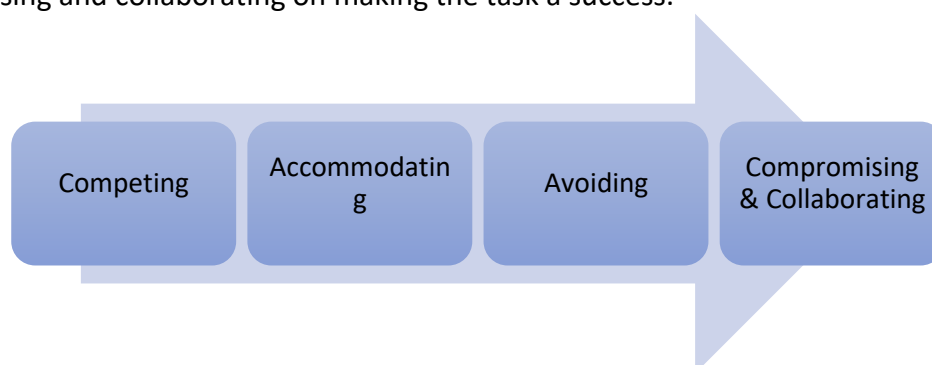 sing and collaborating on making the task a success.
Competing
Accommodatin
g
Avoiding
Compromising
& Collaborating